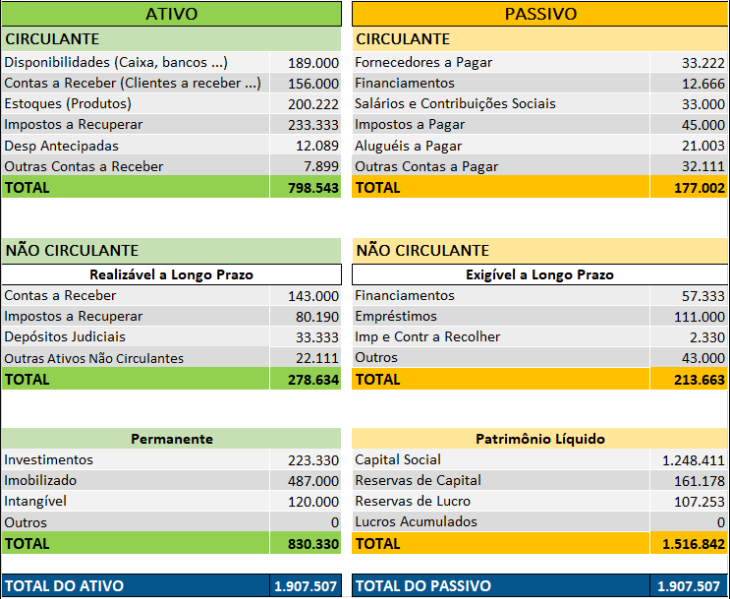 ATIVO PASSIVO
CIRCULANTE CIRCULANTE
Disponibilidades (Caixa, bancos ...) 189.000 Fornecedores a Pagar 33.222
Contas a Receber (Clientes a receber ...) 156.000 Financiamentos 12.666
Estoques (Produtos) 200.222 Salários e Contribuições Sociais 33.000
Impostos a Recuperar 233.333 Impostos a Pagar 45.000
Desp Antecipadas 12.089 Aluguéis a Pagar 21.003
Outras Contas a Receber 7.899 Outras Contas a Pagar 32.111
TOTAL 798.543 TOTAL 177.002
NÃO CIRCULANTE NÃO CIRCULANTE
Realizável a Longo Prazo Exigível a Longo Prazo
Contas a Receber 143.000 Financiamentos 57.333
Impostos a Recuperar 80.190 Empréstimos 111.000
Depósitos Judiciais 33.333 Imp e Contr a Recolher 2.330
Outras Ativos Não Circulantes 22.111 Outros 43.000
TOTAL 278.634 TOTAL 213.663
Permanente Patrimônio Líquido
Investimentos 223.330 Capital Social 1.248.411
Imobilizado 487.000 Reservas de Capital 161.178
Intangível 120.000 Reservas de Lucro 107.253
Outros 0 Lucros Acumulados 0
TOTAL 830.330 TOTAL 1.516.842
TOTAL DO ATIVO 1.907.507 TOTAL DO PASSIVO 1.907.507